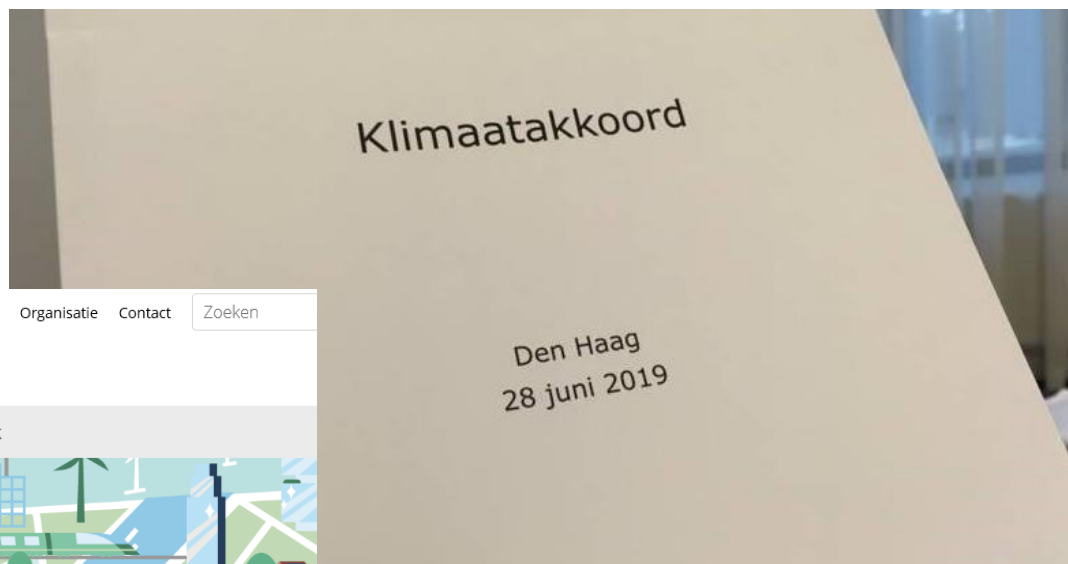 Klimaatakkoord
Den Haag
28 juni 2019
Organisatie Contact Zoeken